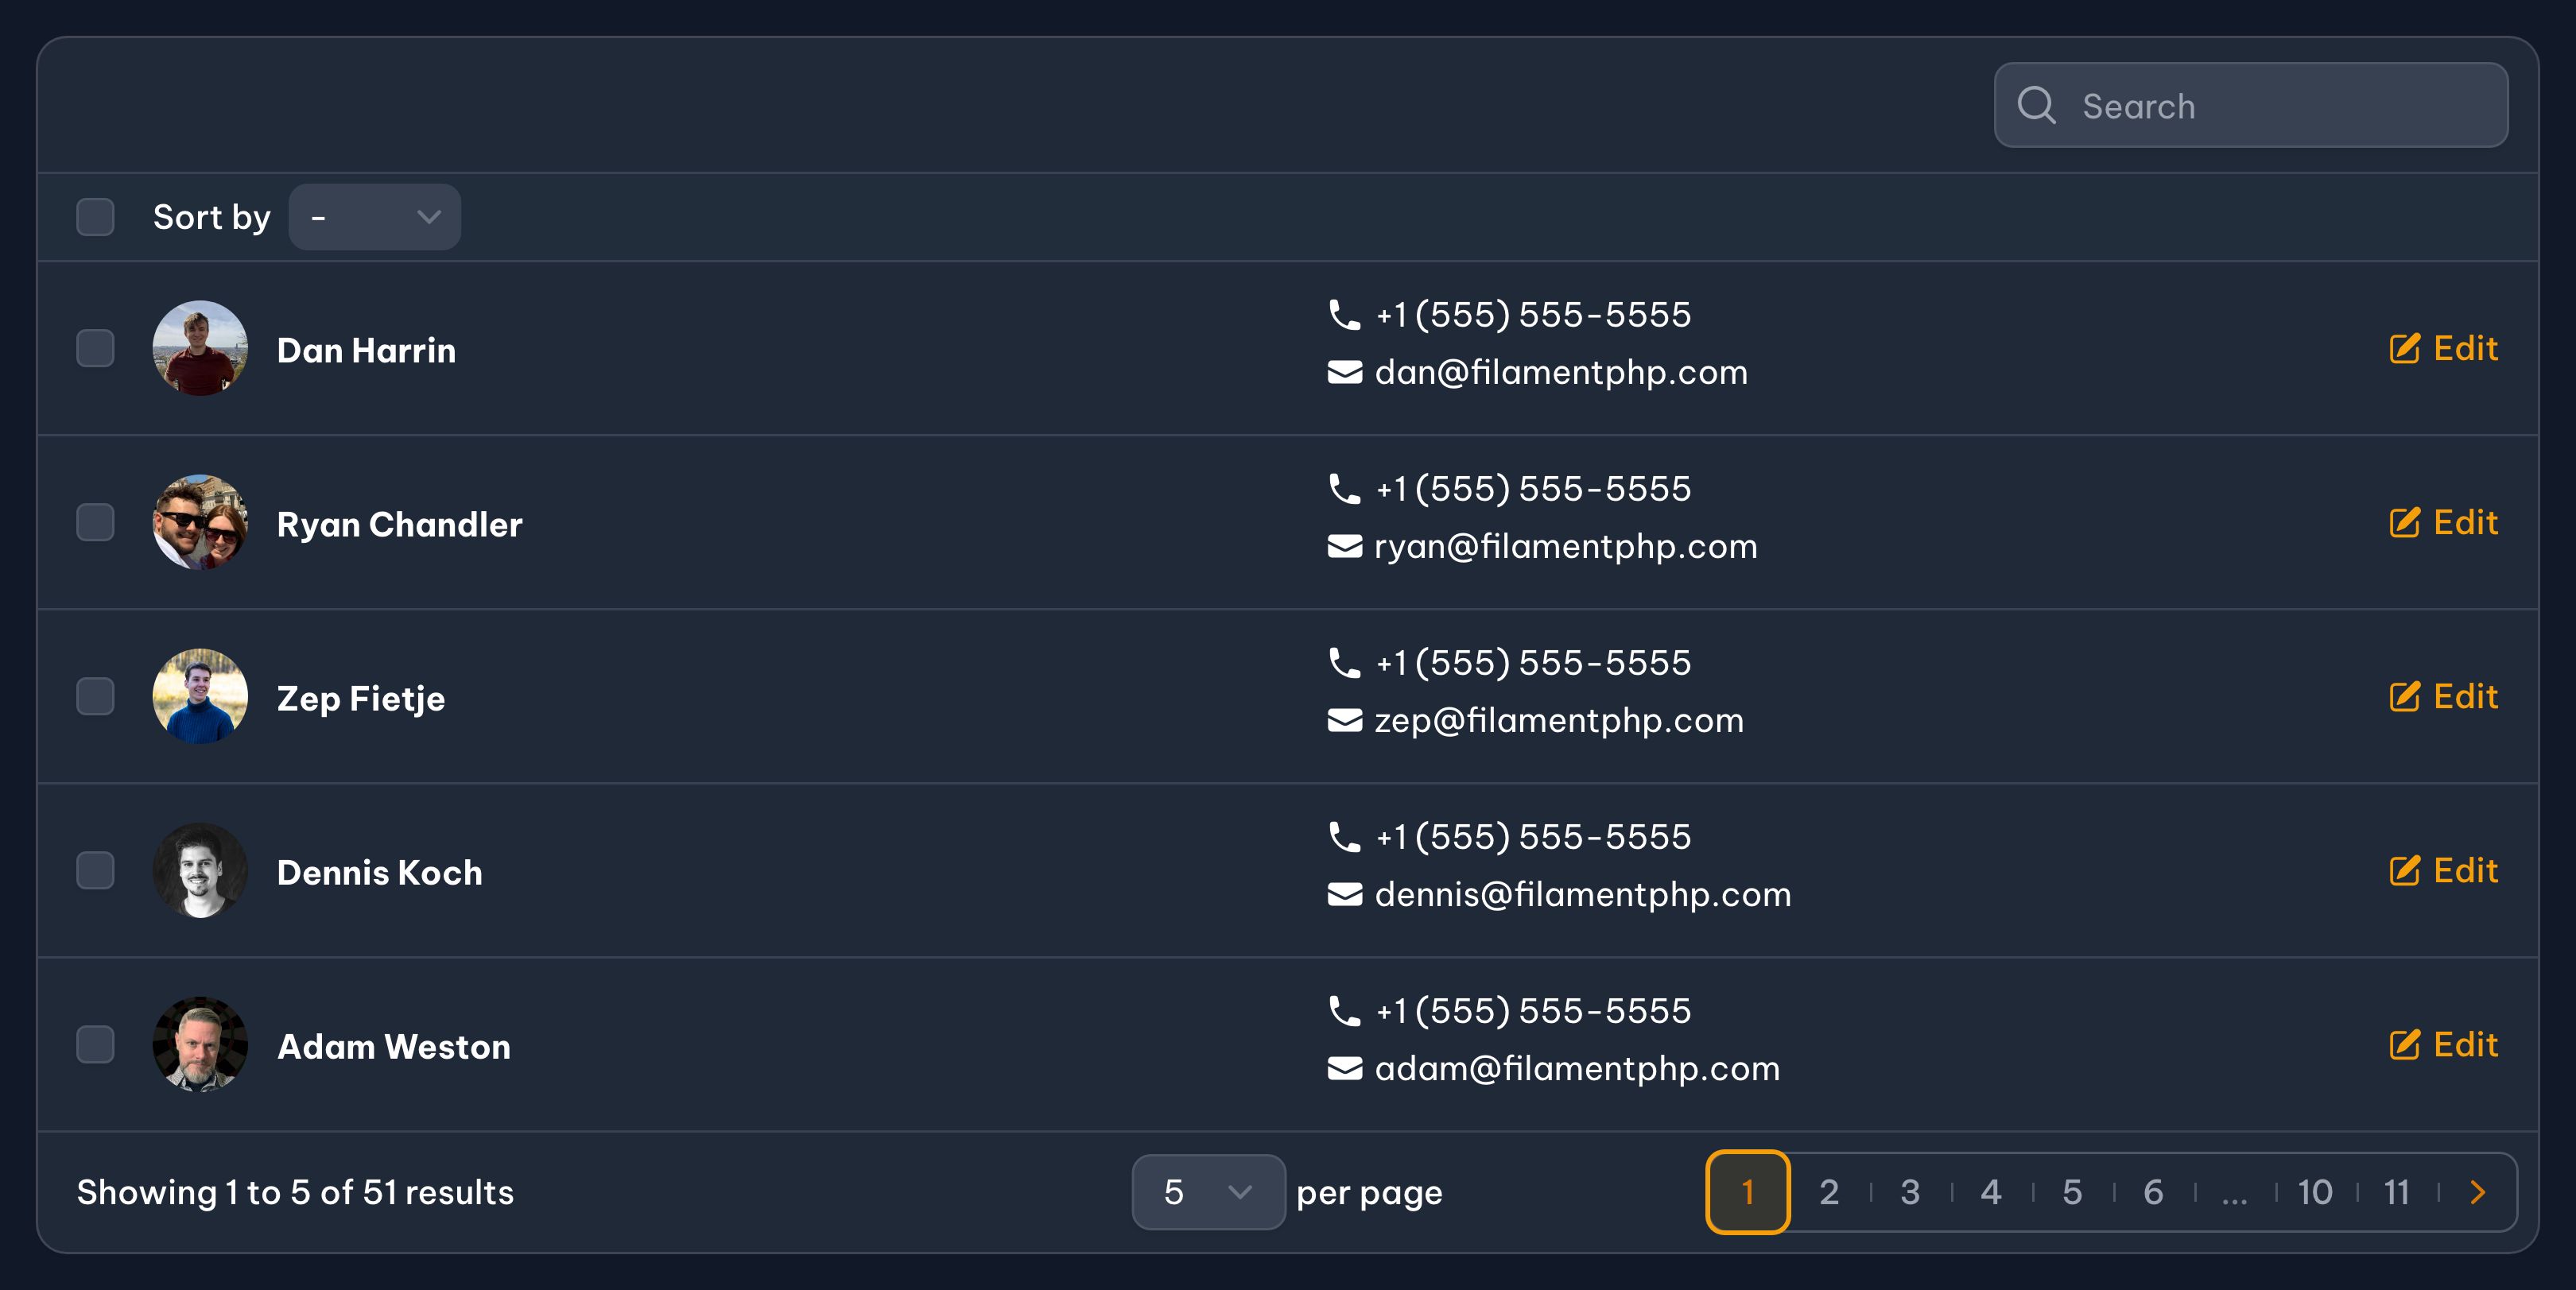 Search
Sort by -
Dan Harrin
+1 (555) 555-5555
dan@filamentphp.com
Edit
Ryan Chandler
+1 (555) 555-5555
ryan@filamentphp.com
Edit
Zep Fietje
+1 (555) 555-5555
zep@filamentphp.com
Edit
Dennis Koch
+1 (555) 555-5555
dennis@filamentphp.com
Edit
Adam Weston
+1 (555) 555-5555
adam@filamentphp.com
Edit
Showing 1 to 5 of 51 results
5 per page
1 2 3 4 5 6 ... 10 11